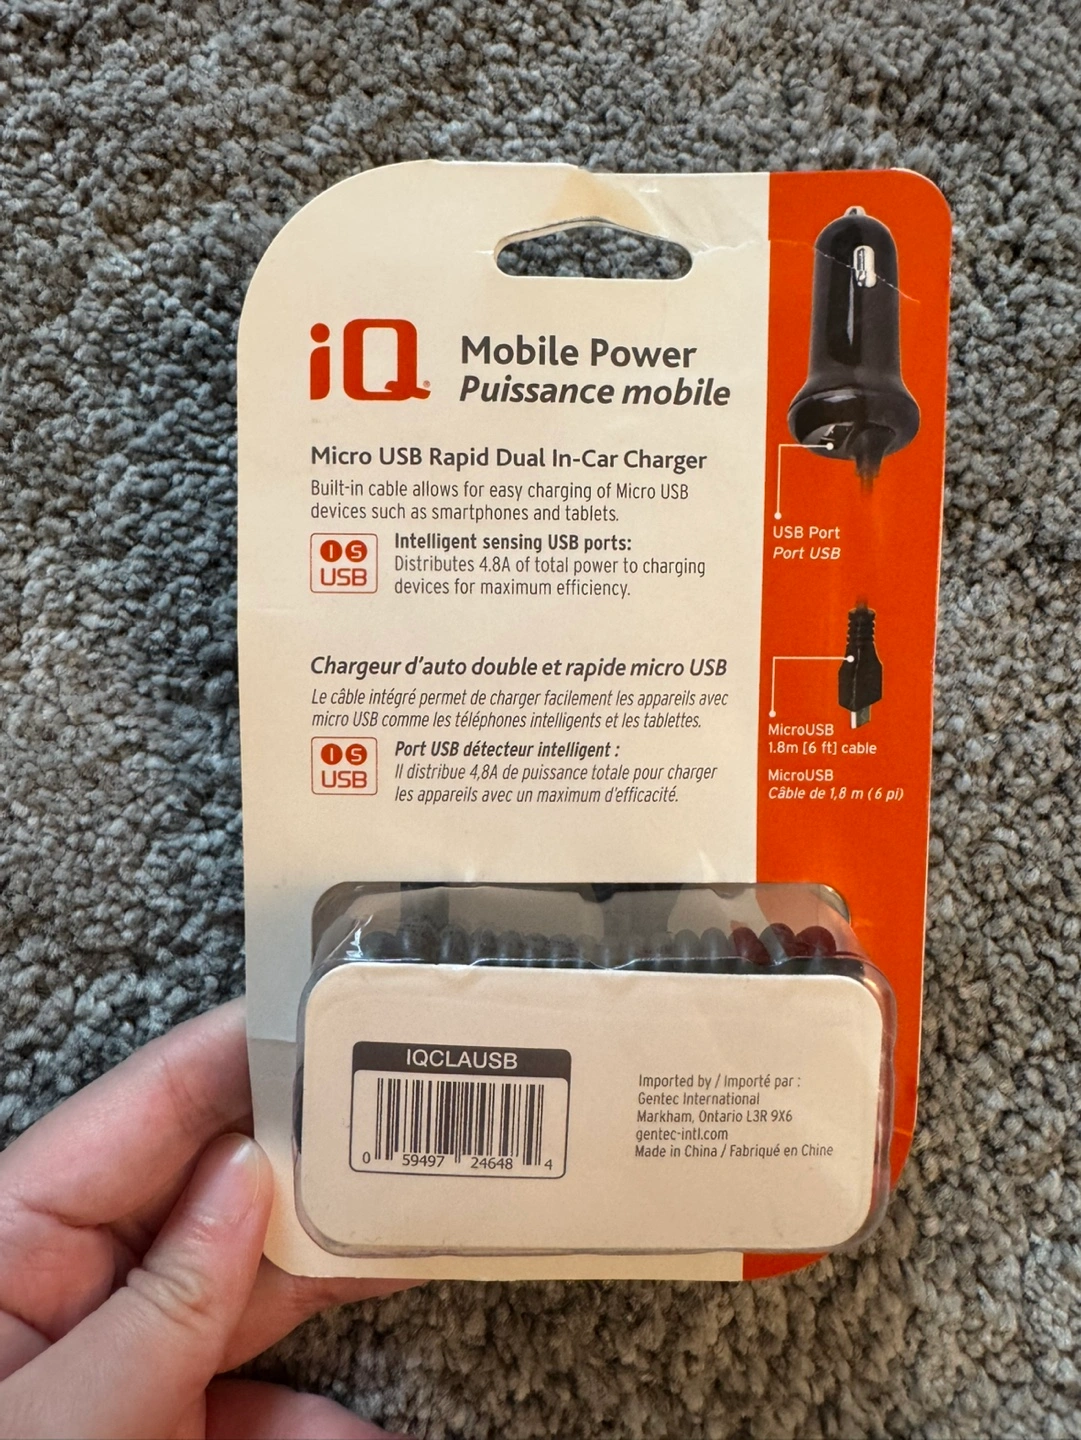 iQ®
Mobile Power
Puissance mobile
Micro USB Rapid Dual In-Car Charger
Built-in cable allows for easy charging of Micro USB
devices such as smartphones and tablets.
IS
USB
Intelligent sensing USB ports:
Distributes 4.8A of total power to charging
devices for maximum efficiency.
Chargeur d'auto double et rapide micro USB
Le câble intégré permet de charger facilement les appareils avec
micro USB comme les téléphones intelligents et les tablettes.
IS
USB
Port USB détecteur intelligent :
Il distribue 4,8A de puissance totale pour charger
les appareils avec un maximum d'efficacité.
USB Port
Port USB
MicroUSB
1.8m [6 ft] cable
MicroUSB
Câble de 1,8 m (6 pi)
IQCLAUSB
0 59497 24648 4
Imported by / Importé par :
Gentec International
Markham, Ontario L3R 9X6
gentec-intl.com
Made in China / Fabriqué en Chine